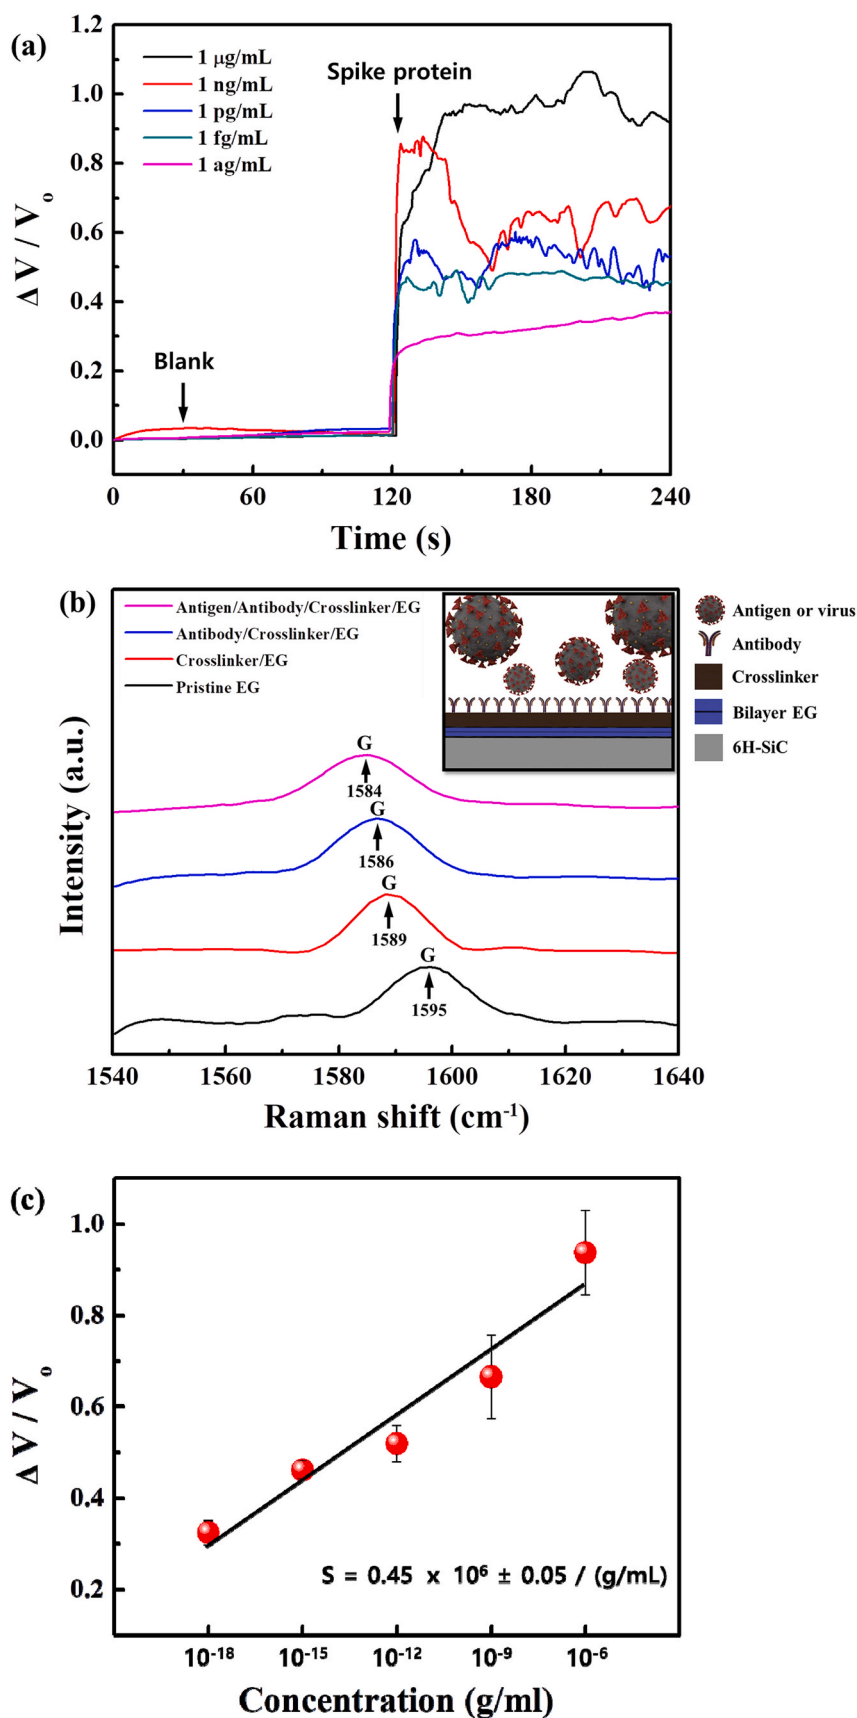 (a)
1.2
1.0
0.8
0.6
0.4
0.2
0.0
ΔV / Vₒ
1 μg/mL
1 ng/mL
1 pg/mL
1 fg/mL
1 ag/mL
Spike protein
Blank
0 60 120 180 240
Time (s)
(b)
Antigen/Antibody/Crosslinker/EG
Antibody/Crosslinker/EG
Crosslinker/EG
Pristine EG
Antigen or virus
Antibody
Crosslinker
Bilayer EG
6H-SiC
Intensity (a.u.)
G
1584
G
1586
G
1589
G
1595
1540 1560 1580 1600 1620 1640
Raman shift (cm⁻¹)
(c)
1.0
0.8
0.6
0.4
0.2
ΔV / Vₒ
S = 0.45 x 10⁶ ± 0.05 / (g/mL)
10⁻¹⁸ 10⁻¹⁵ 10⁻¹² 10⁻⁹ 10⁻⁶
Concentration (g/ml)